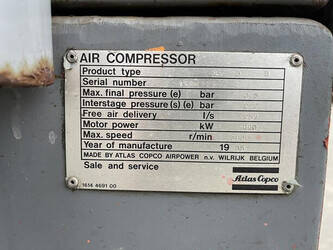 AIR COMPRESSOR
Product type
Serial number
Max. final pressure (e) bar
Interstage pressure(s) (e) bar
Free air delivery l/s
Motor power kW
Max. speed r/min
Year of manufacture 19
MADE BY ATLAS COPCO AIRPOWER n.v. WILRIJK BELGIUM
Sale and service
Atlas Copco
1614 4691 00